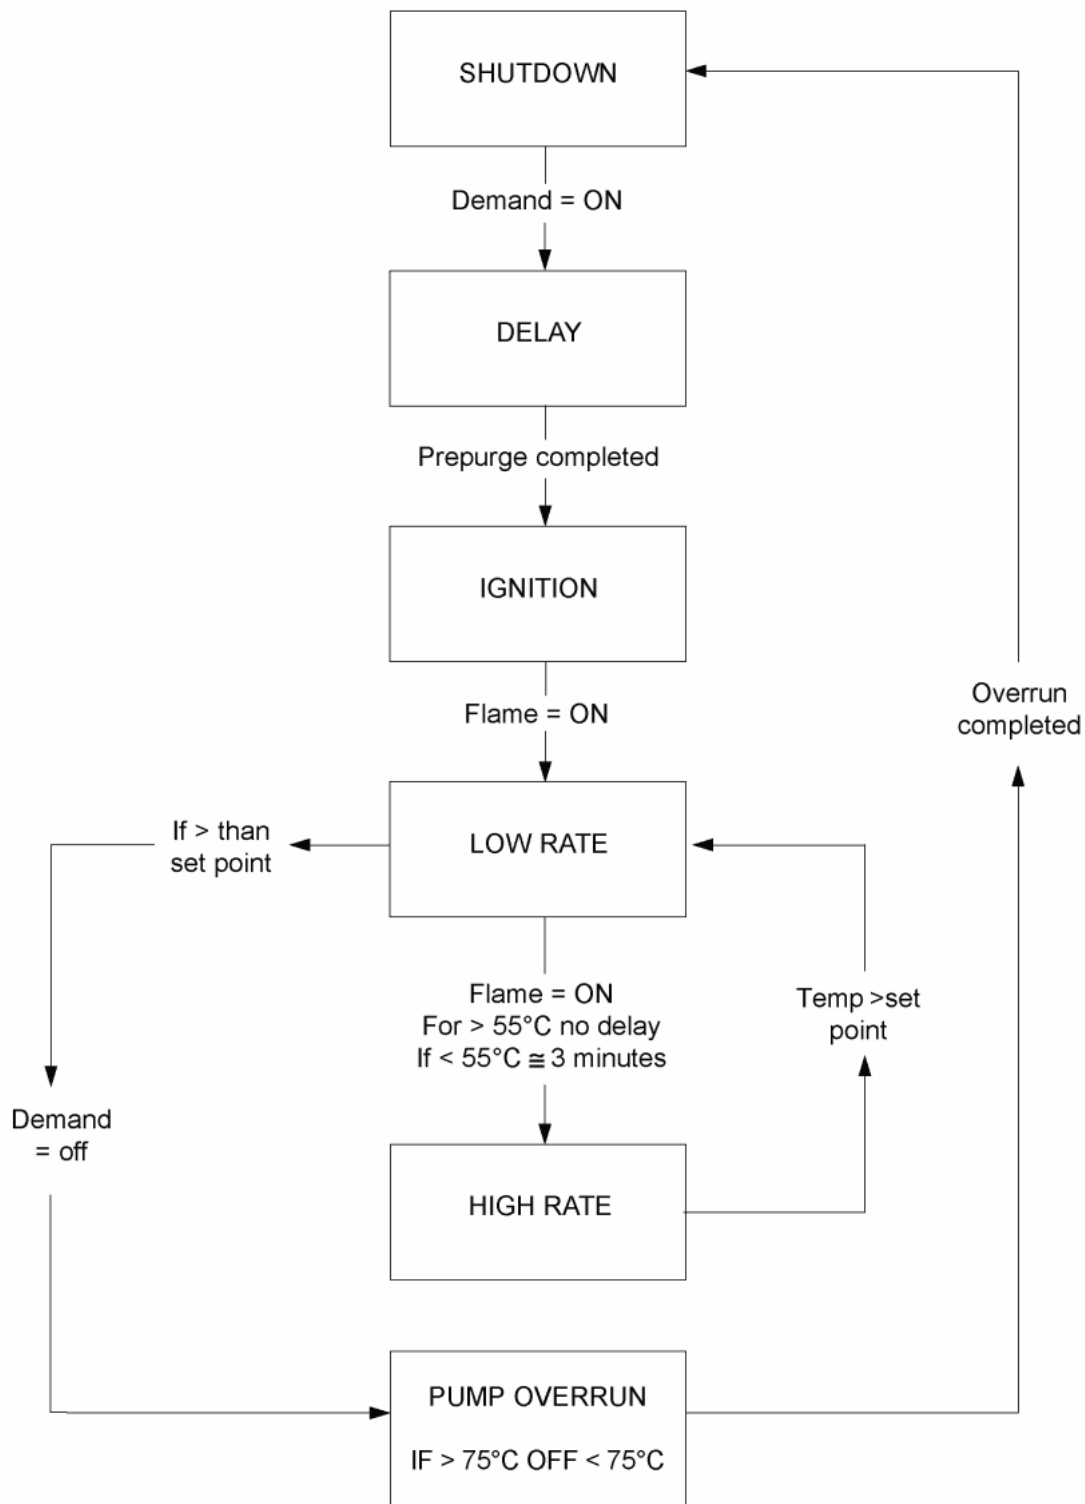 SHUTDOWN
Demand = ON
DELAY
Prepurge completed
IGNITION
Flame = ON
Overrun
completed
If > than
set point
LOW RATE
Flame = ON
For > 55°C no delay
If < 55°C ≅ 3 minutes
Temp >set
point
Demand
= off
HIGH RATE
PUMP OVERRUN
IF > 75°C OFF < 75°C